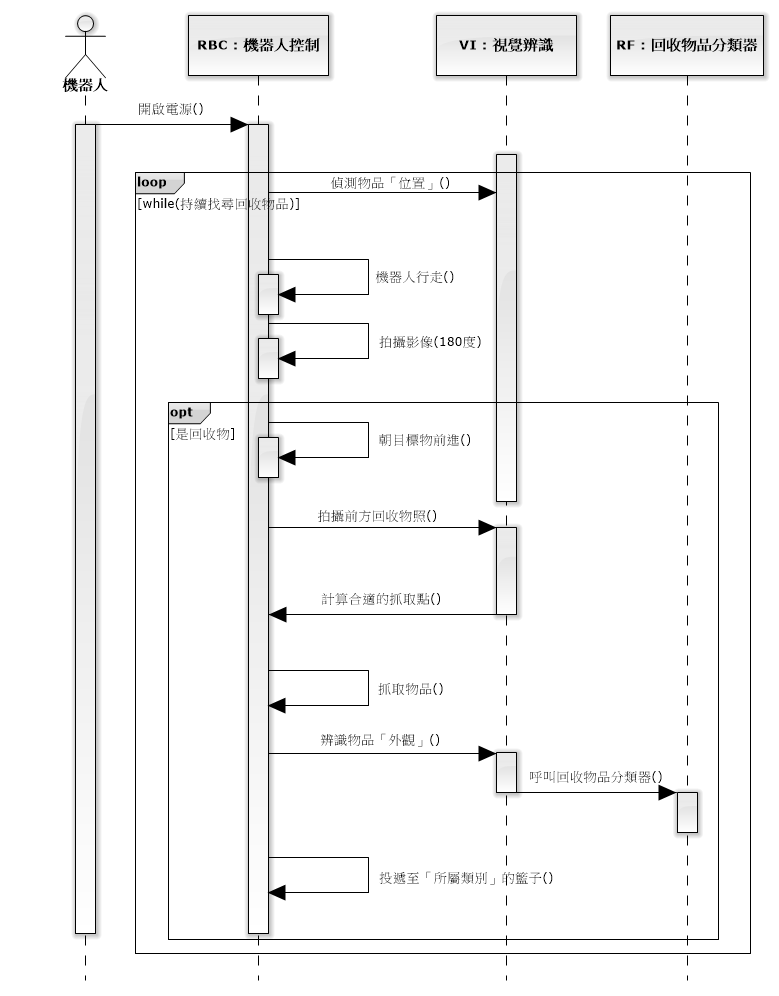 RBC：機器人控制
VI：視覺辨識
RF：回收物品分類器
機器人
開啟電源()
loop
偵測物品「位置」()
[while(持續找尋回收物品)]
機器人行走()
拍攝影像(180度)
opt
[是回收物]
朝目標物前進()
拍攝前方回收物照()
計算合適的抓取點()
抓取物品()
辨識物品「外觀」()
呼叫回收物品分類器()
投遞至「所屬類別」的籃子()